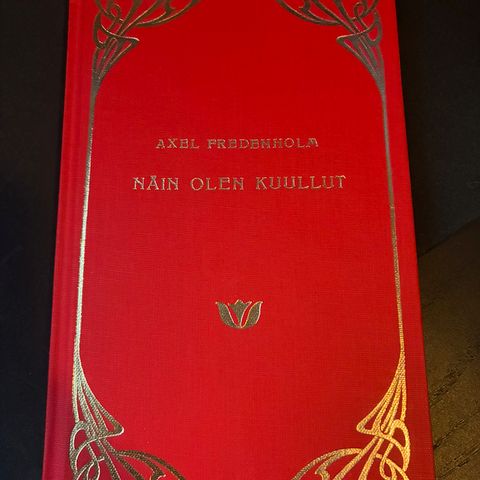 AXEL FREDENHOLM
NÄIN OLEN KUULLUT